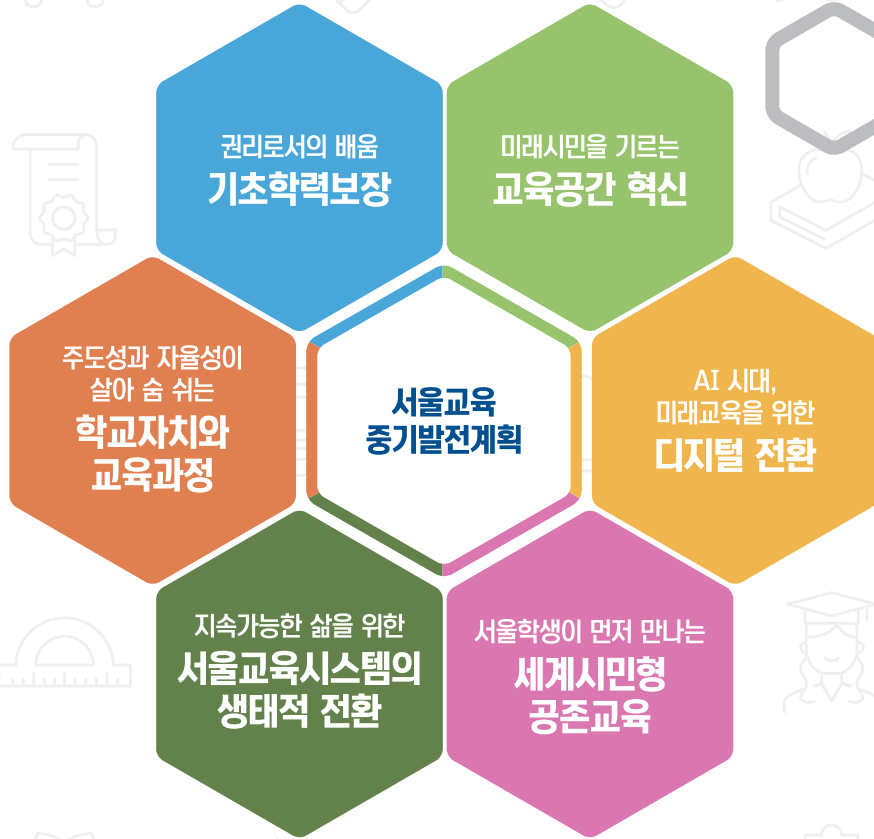 권리로서의 배움
기초학력보장
미래시민을 기르는
교육공간 혁신
주도성과 자율성이
살아 숨 쉬는
학교자치와
교육과정
서울교육
중기발전계획
AI 시대,
미래교육을 위한
디지털 전환
지속가능한 삶을 위한
서울교육시스템의
생태적 전환
서울학생이 먼저 만나는
세계시민형
공존교육